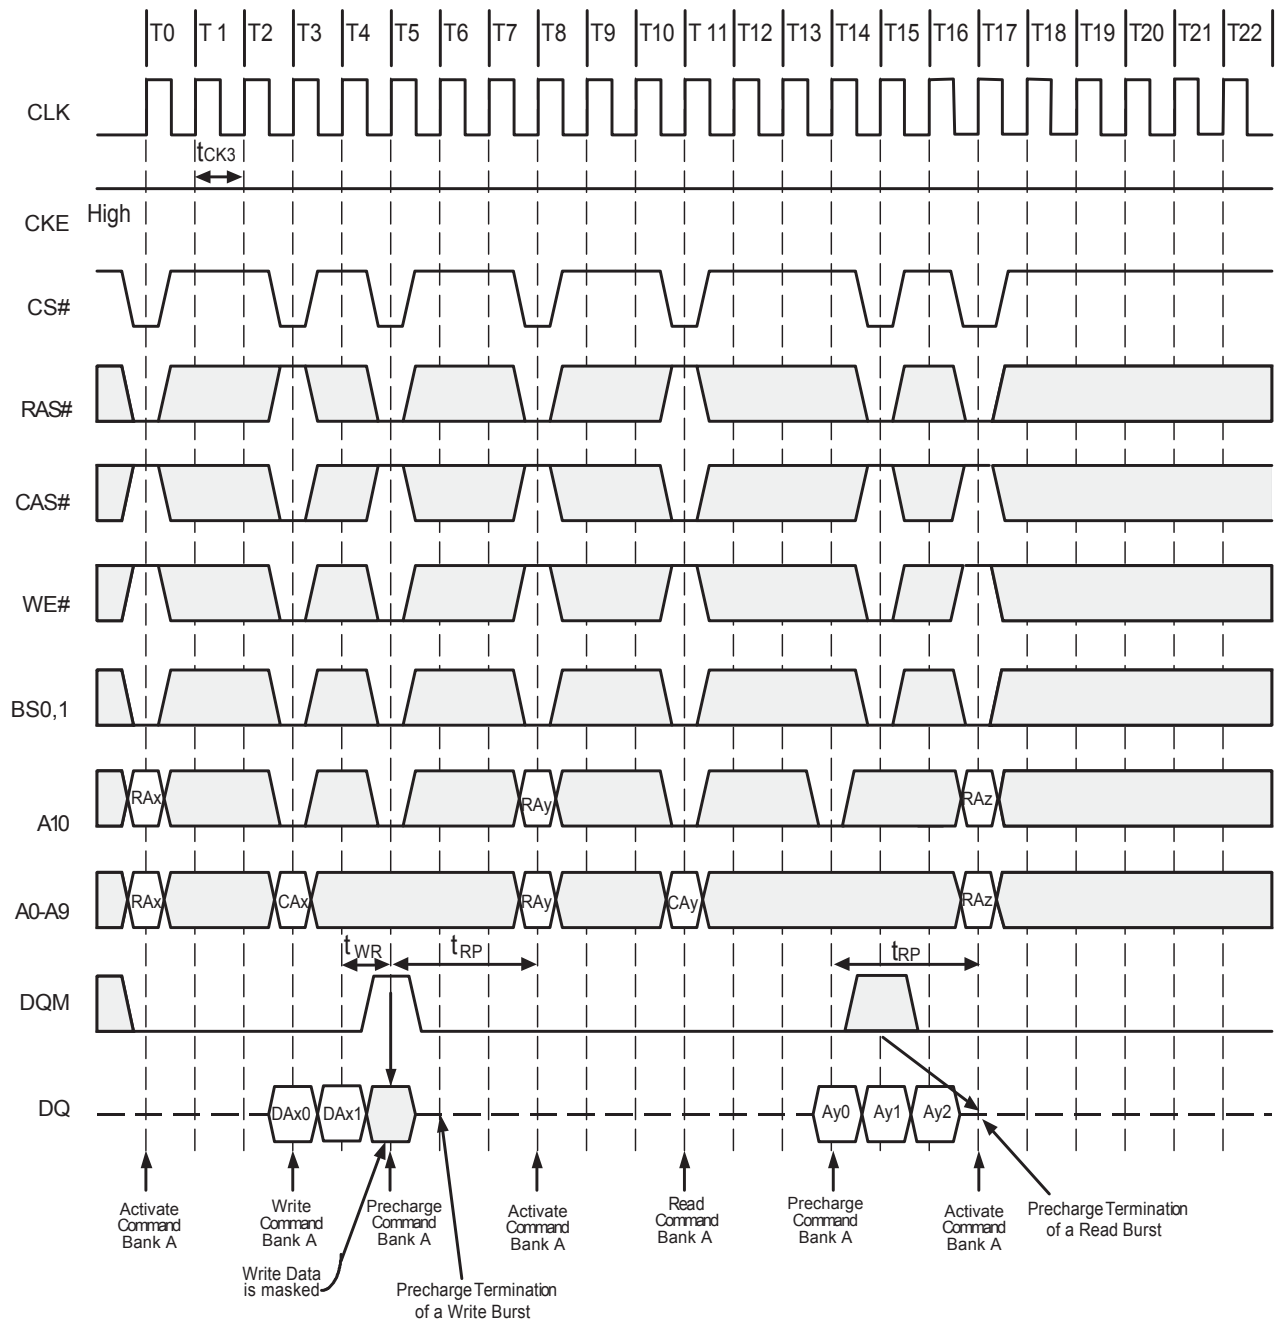 T0 T 1 T2 T3 T4 T5 T6 T7 T8 T9 T10 T 11 T12 T13 T14 T15 T16 T17 T18 T19 T20 T21 T22
CLK
tCK3
High
CKE
CS#
RAS#
CAS#
WE#
BS0,1
RAx RAy RAz
A10
RAx CAx RAy CAy RAz
A0-A9
tWR tRP tRP
DQM
DQ
DAx0 DAx1 Ay0 Ay1 Ay2
Activate
Command
Bank A
Write
Command
Bank A
Precharge
Command
Bank A
Activate
Command
Bank A
Read
Command
Bank A
Precharge
Command
Bank A
Activate
Command
Bank A
Precharge Termination
of a Read Burst
Write Data
is masked
Precharge Termination
of a Write Burst